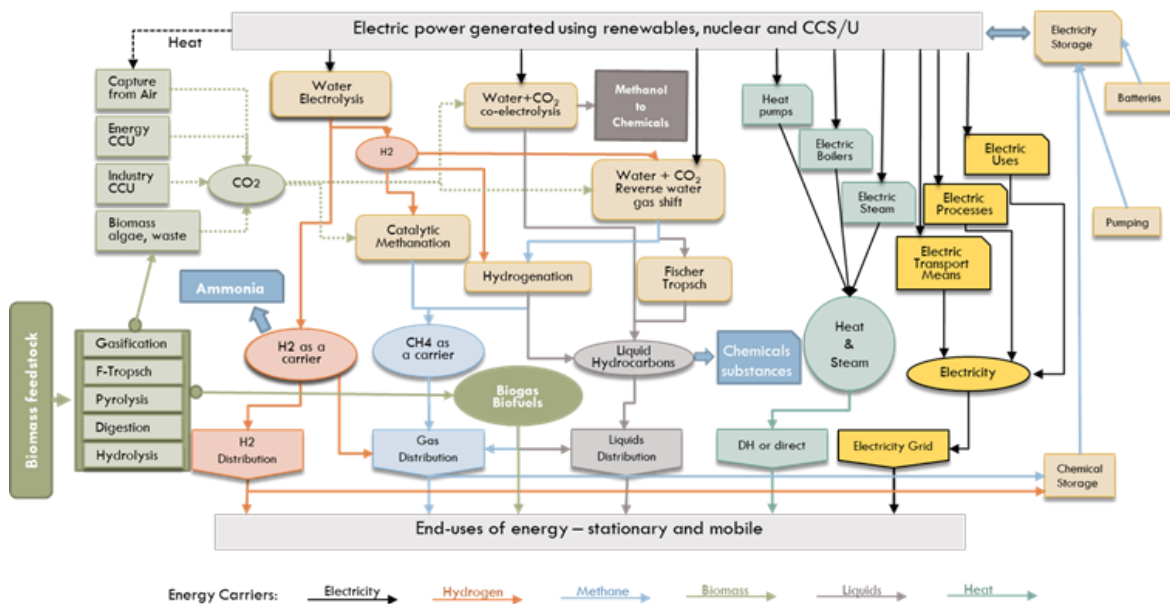 Electric power generated using renewables, nuclear and CCS/U
Electricity
Storage
Heat
Capture
from Air
Water
Electrolysis
Water+CO2
co-electrolysis
Methanol
to
Chemicals
Heat
pumps
Batteries
Energy
CCU
Electric
Boilers
Electric
Uses
H2
Industry
CCU
CO2
Water + CO2
Reverse water
gas shift
Electric
Steam
Electric
Processes
Pumping
Biomass
algae, waste
Catalytic
Methanation
Electric
Transport
Means
Hydrogenation
Fischer
Tropsch
Ammonia
Biomass feedstock
Gasification
F-Tropsch
Pyrolysis
Digestion
Hydrolysis
H2 as a
carrier
CH4 as
a carrier
Liquid
Hydrocarbons
Chemicals
substances
Heat
&
Steam
Electricity
Biogas
Biofuels
H2
Distribution
Gas
Distribution
Liquids
Distribution
DH or direct
Electricity Grid
Chemical
Storage
End-uses of energy – stationary and mobile
Energy Carriers:
Electricity
Hydrogen
Methane
Biomass
Liquids
Heat